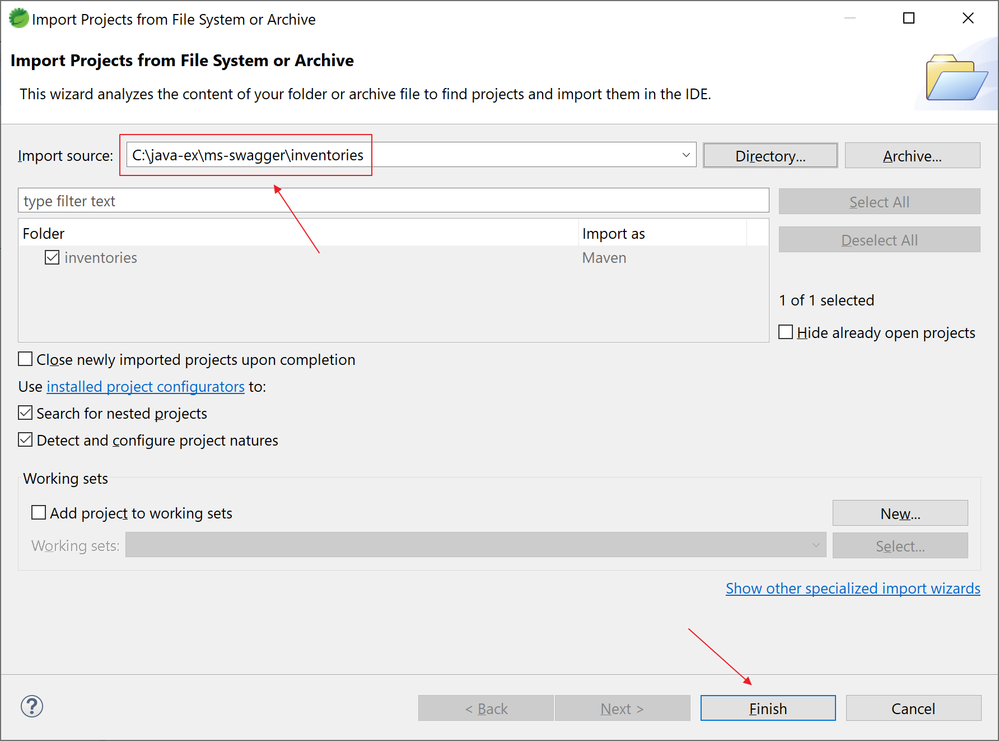 Import Projects from File System or Archive
Import Projects from File System or Archive
This wizard analyzes the content of your folder or archive file to find projects and import them in the IDE.
Import source: C:\java-ex\ms-swagger\inventories Directory... Archive...
type filter text Select All
Folder Import as Deselect All
inventories Maven
1 of 1 selected
Hide already open projects
Close newly imported projects upon completion
Use installed project configurators to:
Search for nested projects
Detect and configure project natures
Working sets
Add project to working sets New...
Working sets: Select...
Show other specialized import wizards
? < Back Next > Finish Cancel